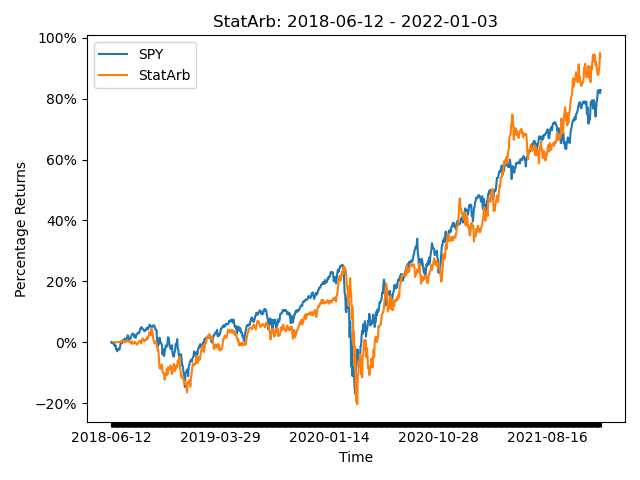 StatArb: 2018-06-12 - 2022-01-03
SPY
StatArb
100%
80%
60%
40%
20%
0%
−20%
Percentage Returns
2018-06-12 2019-03-29 2020-01-14 2020-10-28 2021-08-16
Time